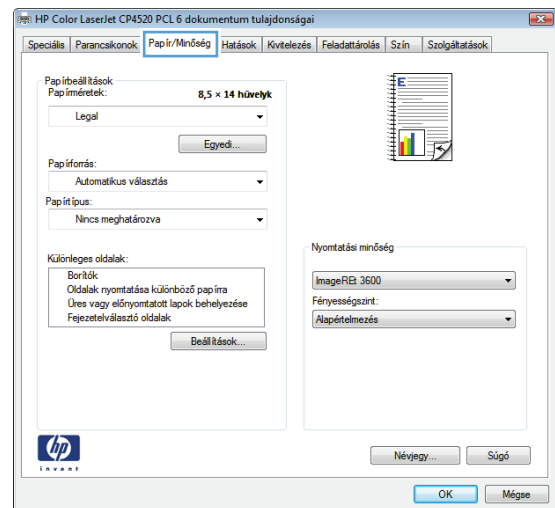 HP Color LaserJet CP4520 PCL 6 dokumentum tulajdonságai
Speciális Parancsikonok Papír/Minőség Hatások Kivitelezés Feladattárolás Szín Szolgáltatások
Papírbeállítások
Papírméretek: 8,5 × 14 hüvelyk
Legal
Egyedi...
Papírforrás:
Automatikus választás
Papírtípus:
Nincs meghatározva
Különleges oldalak:
Borítók
Oldalak nyomtatása különböző papírra
Üres vagy előnyomtatott lapok behelyezése
Fejezetelválasztó oldalak
Beállítások...
E
Nyomtatási minőség
ImageREt 3600
Fényességszint:
Alapértelmezés
hp
invent
Névjegy... Súgó
OK Mégse